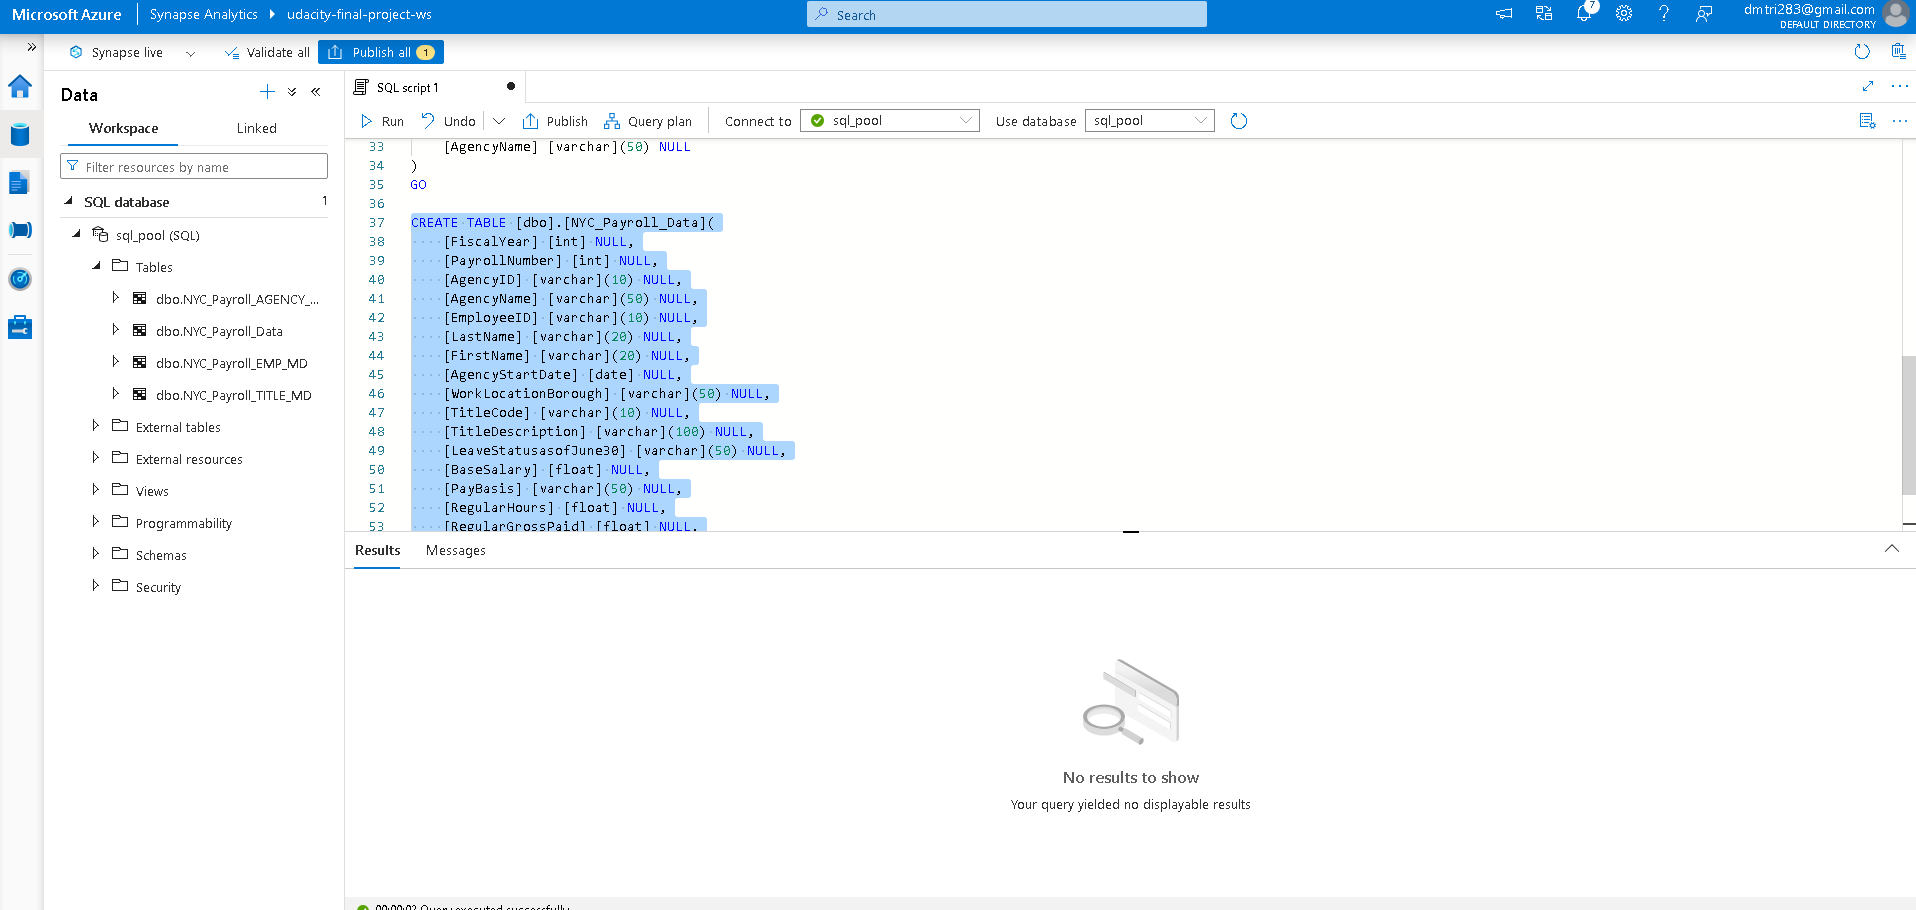 Microsoft Azure
Synapse Analytics
udacity-final-project-ws
Search
7
dmtri283@gmail.com
DEFAULT DIRECTORY
Synapse live
Validate all
Publish all 1
Data
Workspace
Linked
Filter resources by name
SQL database 1
sql_pool (SQL)
Tables
dbo.NYC_Payroll_AGENCY_...
dbo.NYC_Payroll_Data
dbo.NYC_Payroll_EMP_MD
dbo.NYC_Payroll_TITLE_MD
External tables
External resources
Views
Programmability
Schemas
Security
SQL script 1
Run
Undo
Publish
Query plan
Connect to
sql_pool
Use database
sql_pool
33 [AgencyName] [varchar](50) NULL
34 )
35 GO
36
37 CREATE TABLE [dbo].[NYC_Payroll_Data](
38 [FiscalYear] [int] NULL,
39 [PayrollNumber] [int] NULL,
40 [AgencyID] [varchar](10) NULL,
41 [AgencyName] [varchar](50) NULL,
42 [EmployeeID] [varchar](10) NULL,
43 [LastName] [varchar](20) NULL,
44 [FirstName] [varchar](20) NULL,
45 [AgencyStartDate] [date] NULL,
46 [WorkLocationBorough] [varchar](50) NULL,
47 [TitleCode] [varchar](10) NULL,
48 [TitleDescription] [varchar](100) NULL,
49 [LeaveStatusasofJune30] [varchar](50) NULL,
50 [BaseSalary] [float] NULL,
51 [PayBasis] [varchar](50) NULL,
52 [RegularHours] [float] NULL,
53 [RegularGrossPaid] [float] NULL,
Results
Messages
No results to show
Your query yielded no displayable results
00:00:02 Query executed successfully.